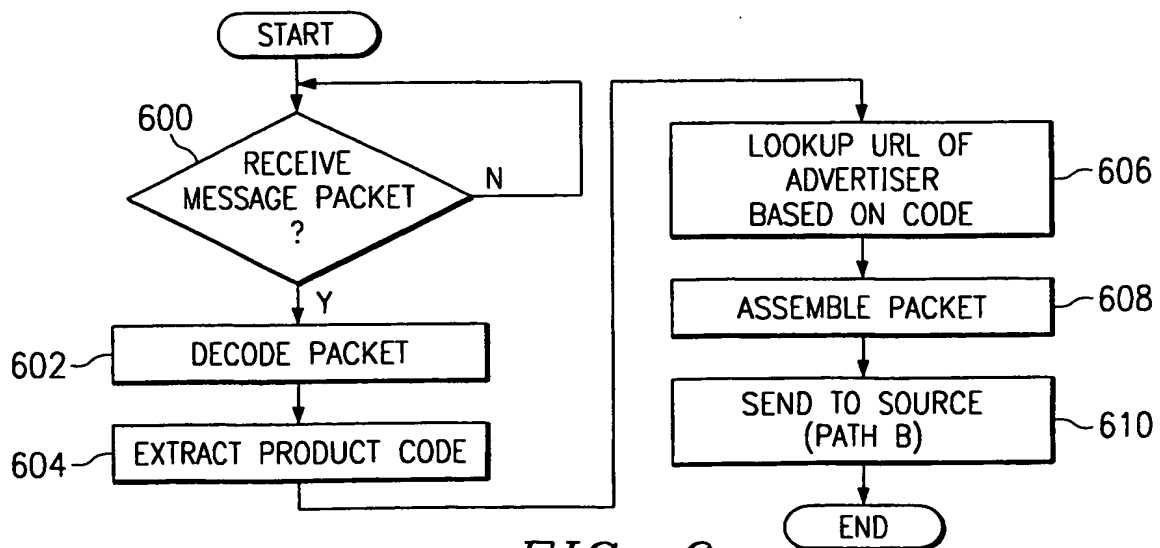 START
600
RECEIVE
MESSAGE PACKET
?
N
Y
602
DECODE PACKET
604
EXTRACT PRODUCT CODE
LOOKUP URL OF
ADVERTISER
BASED ON CODE
606
ASSEMBLE PACKET
608
SEND TO SOURCE
(PATH B)
610
END